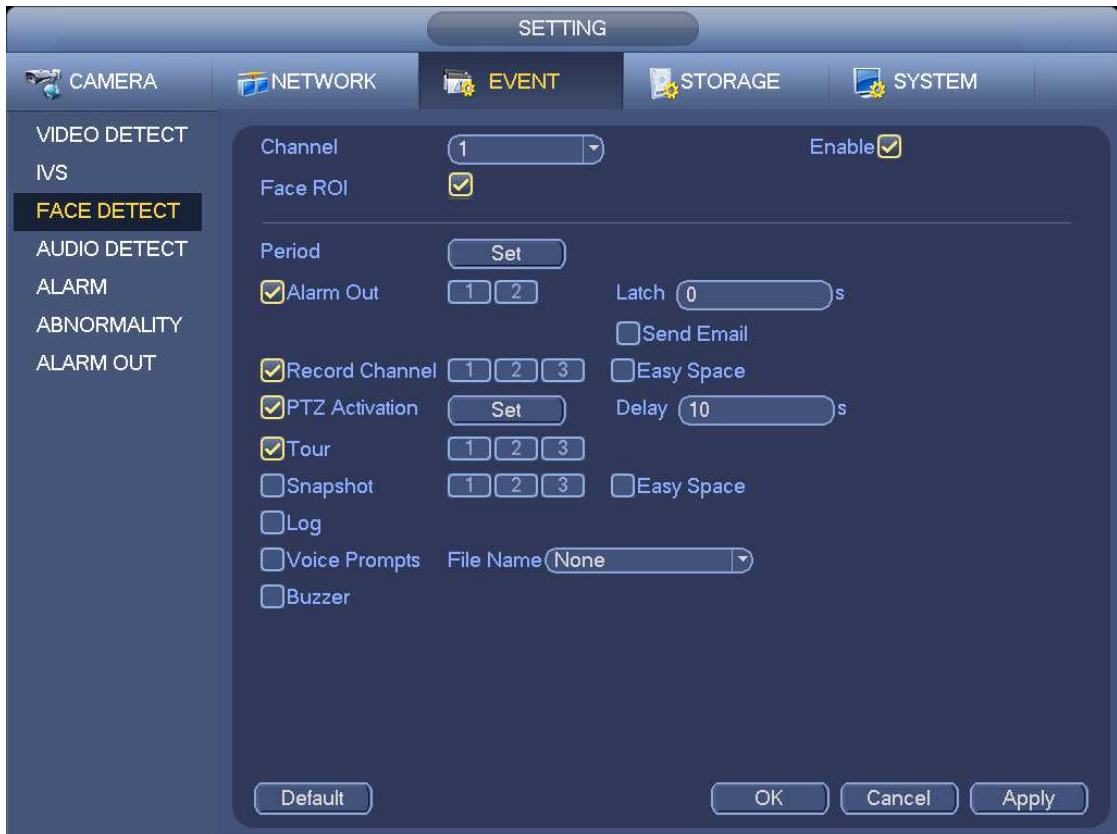 SETTING
CAMERA NETWORK EVENT STORAGE SYSTEM
VIDEO DETECT
IVS
FACE DETECT
AUDIO DETECT
ALARM
ABNORMALITY
ALARM OUT
Channel 1 Enable
Face ROI
Period Set
Alarm Out 1 2 Latch 0 s
Send Email
Record Channel 1 2 3 Easy Space
PTZ Activation Set Delay 10 s
Tour 1 2 3
Snapshot 1 2 3 Easy Space
Log
Voice Prompts File Name None
Buzzer
Default OK Cancel Apply